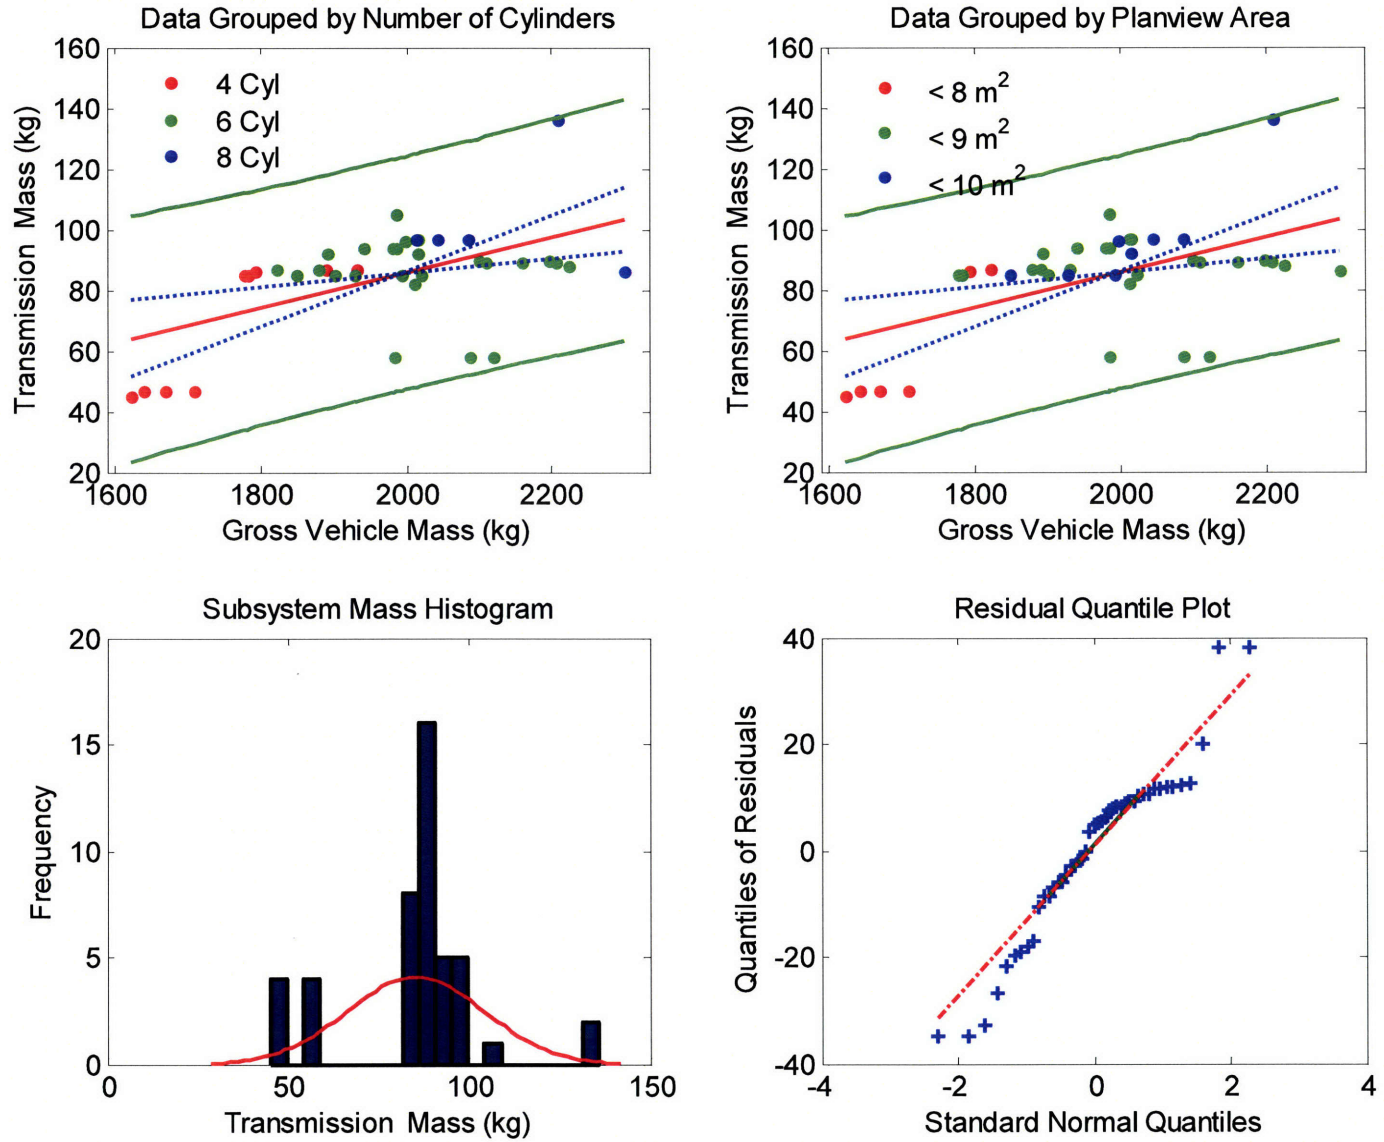 Data Grouped by Number of Cylinders
160
140
120
100
80
60
40
20
Transmission Mass (kg)
4 Cyl
6 Cyl
8 Cyl
1600 1800 2000 2200
Gross Vehicle Mass (kg)
Data Grouped by Planview Area
160
140
120
100
80
60
40
20
Transmission Mass (kg)
< 8 m²
< 9 m²
< 10 m²
1600 1800 2000 2200
Gross Vehicle Mass (kg)
Subsystem Mass Histogram
20
15
10
5
0
Frequency
0 50 100 150
Transmission Mass (kg)
Residual Quantile Plot
40
20
0
-20
-40
Quantiles of Residuals
-4 -2 0 2 4
Standard Normal Quantiles